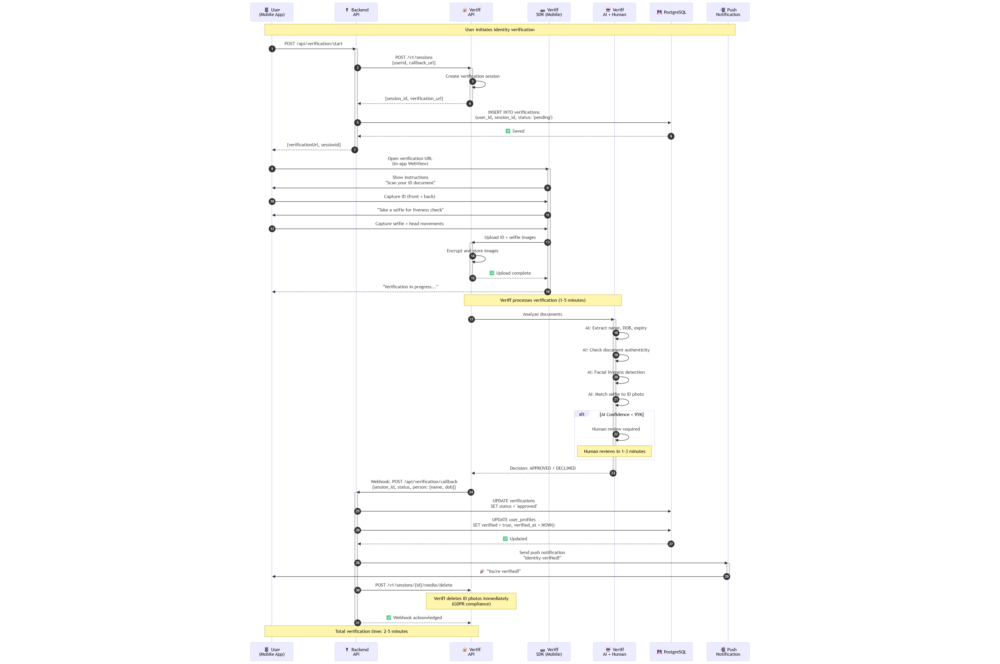 User
(Mobile App)
Backend
API
Veriff
API
Veriff
SDK (Mobile)
Veriff
AI + Human
PostgreSQL
Push
Notification
User initiates identity verification
POST /api/verification/start
1
POST /v1/sessions
{userId, callback_url}
2
Create verification session
3
{session_id, verification_url}
4
INSERT INTO verifications
(user_id, session_id, status: 'pending')
5
✅ Saved
6
{verificationUrl, sessionId}
7
Open verification URL
(in-app WebView)
8
Show instructions
"Scan your ID document"
9
Capture ID (front + back)
10
"Take a selfie for liveness check"
11
Capture selfie + head movements
12
Upload ID + selfie images
13
Encrypt and store images
14
✅ Upload complete
15
"Verification in progress..."
16
Veriff processes verification (1-5 minutes)
Analyze documents
17
AI: Extract name, DOB, expiry
18
AI: Check document authenticity
19
AI: Facial liveness detection
20
AI: Match selfie to ID photo
21
alt [AI Confidence < 95%]
Human review required
22
Human reviews in 1-3 minutes
Decision: APPROVED / DECLINED
23
Webhook: POST /api/verification/callback
{session_id, status, person: {name, dob}}
24
UPDATE verifications
SET status = 'approved'
25
UPDATE user_profiles
SET verified = true, verified_at = NOW()
26
✅ Updated
27
Send push notification
"Identity verified!"
28
🎉 "You're verified!"
29
POST /v1/sessions/{id}/media/delete
30
Veriff deletes ID photos immediately
(GDPR compliance)
✅ Webhook acknowledged
31
Total verification time: 2-5 minutes
User
(Mobile App)
Backend
API
Veriff
API
Veriff
SDK (Mobile)
Veriff
AI + Human
PostgreSQL
Push
Notification